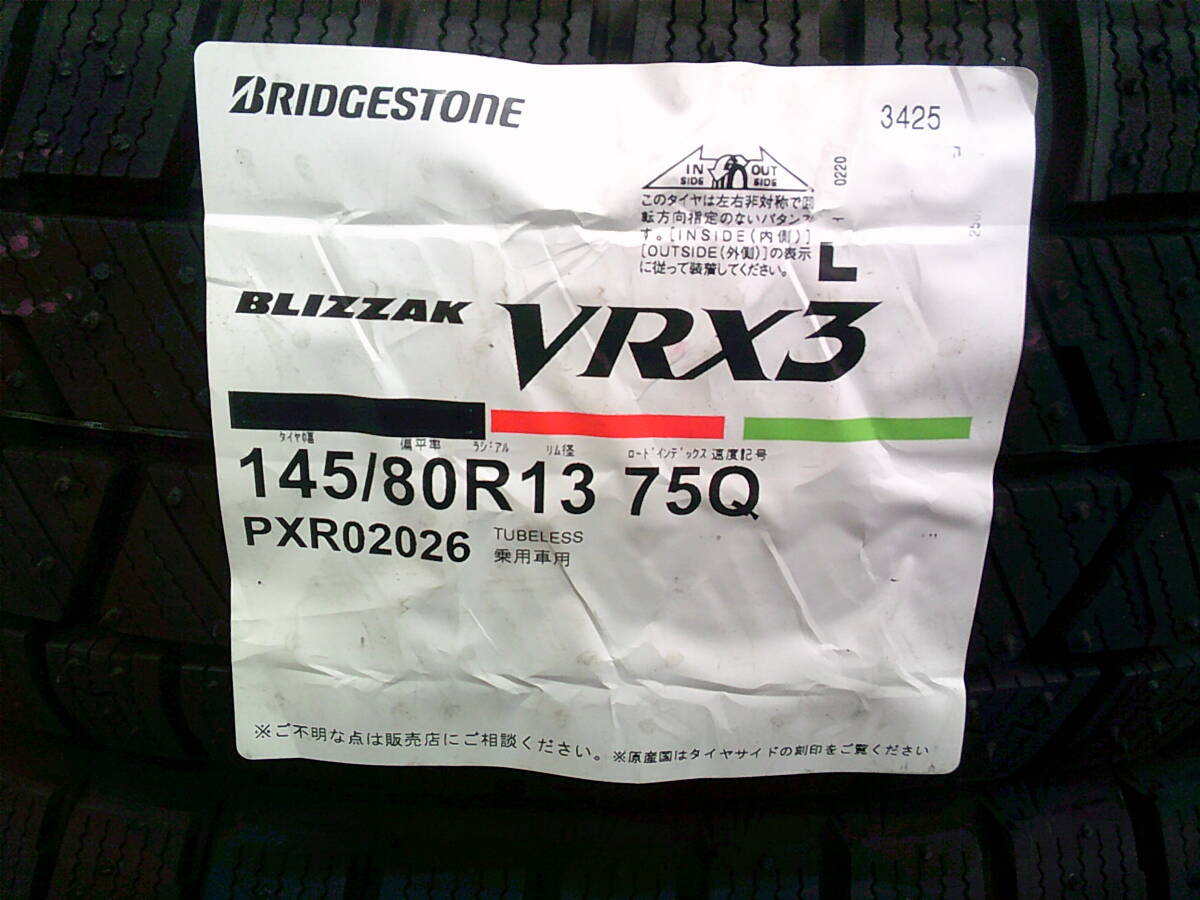 BRIDGESTONE
3425
IN SIDE OUT SIDE
0220
このタイヤは左右非対称で回
転方向指定のないパタンで
す。[INSIDE(内側)]
[OUTSIDE(外側)]の表示
に従って装着してください。
L
BLIZZAK VRX3
タイヤ幅 偏平率 ラジアル リム径 ロードインデックス 速度記号
145/80R13 75Q
PXR02026
TUBELESS
乗用車用
※ご不明な点は販売店にご相談ください。 ※原産国はタイヤサイドの刻印をご覧ください